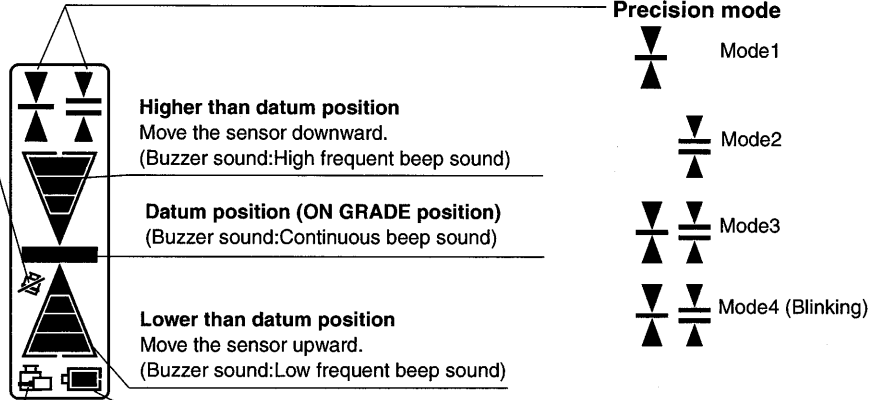 Precision mode
Mode1
Higher than datum position
Move the sensor downward.
(Buzzer sound:High frequent beep sound)
Mode2
Datum position (ON GRADE position)
(Buzzer sound:Continuous beep sound)
Mode3
Lower than datum position
Move the sensor upward.
(Buzzer sound:Low frequent beep sound)
Mode4 (Blinking)